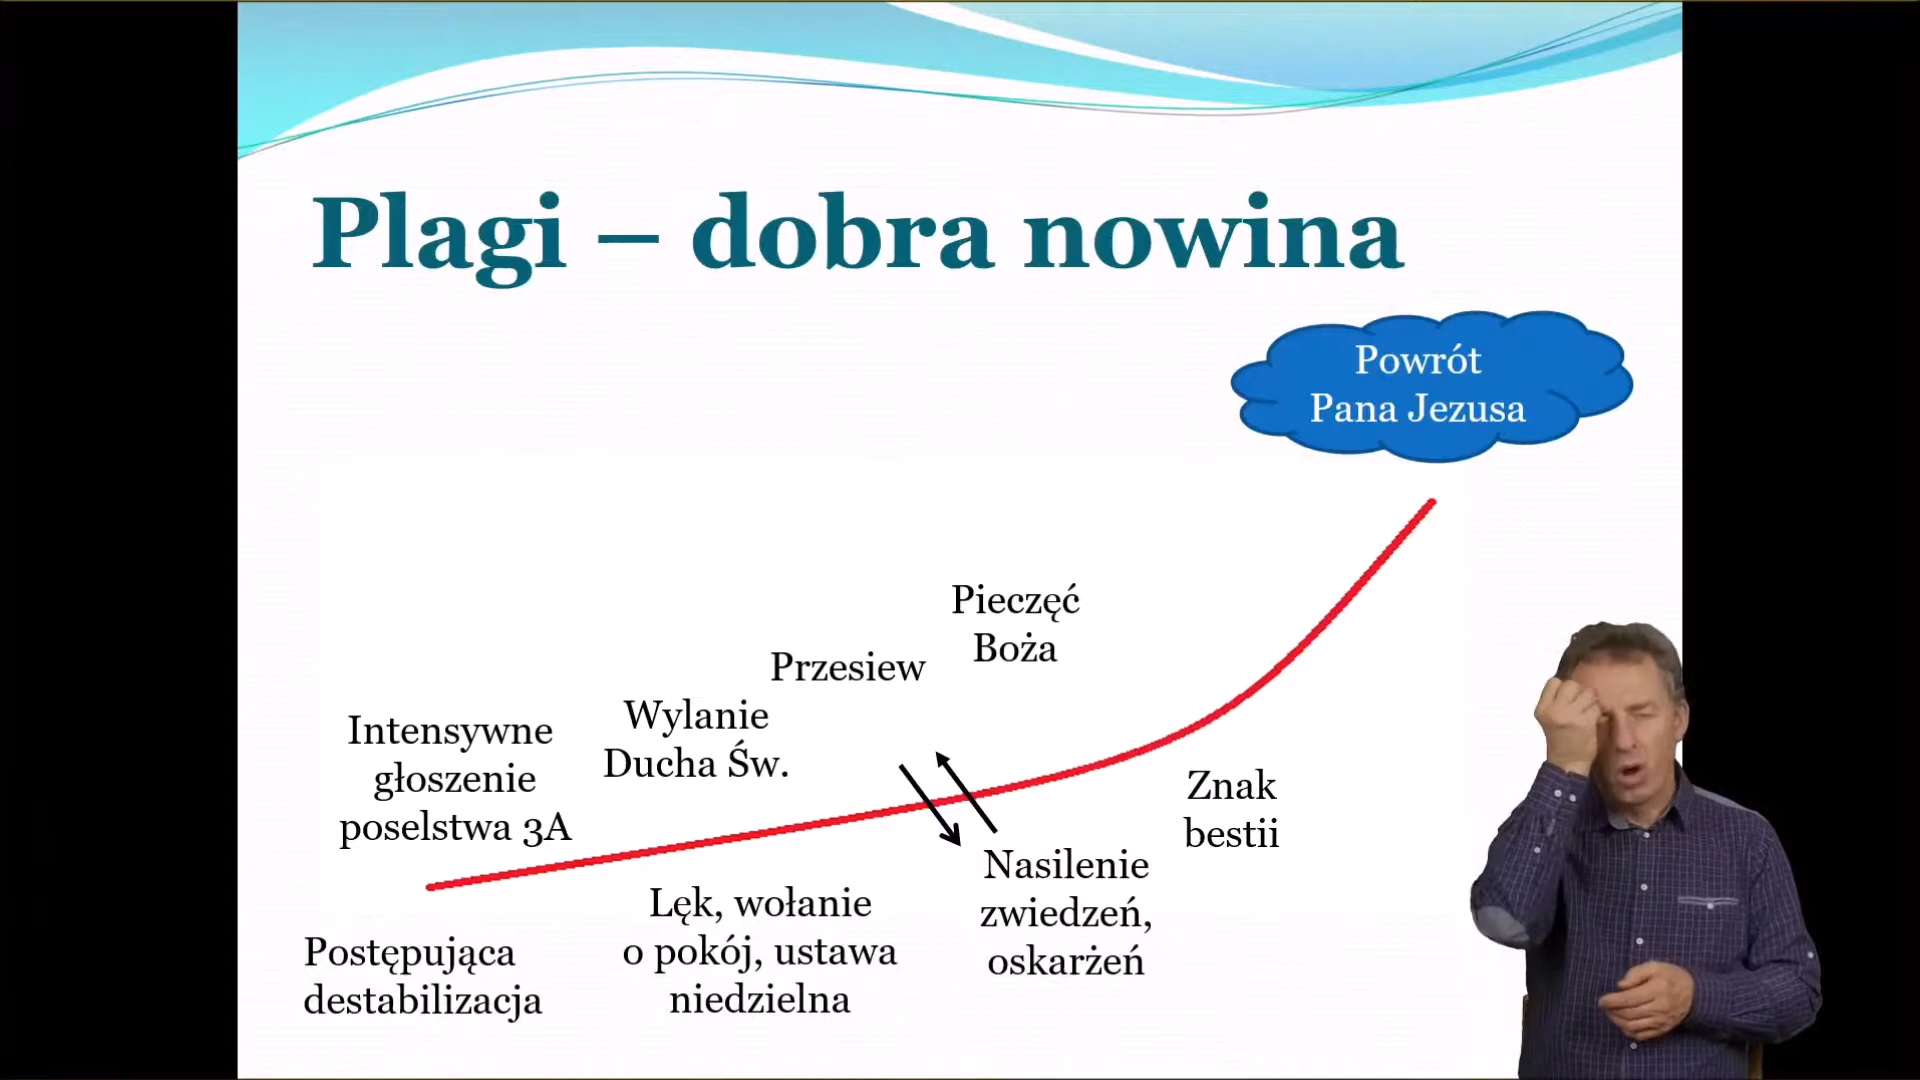 Plagi – dobra nowina
Powrót
Pana Jezusa
Pieczęć
Boża
Przesiew
Wylanie
Ducha Św.
Intensywne
głoszenie
poselstwa 3A
Znak
bestii
Nasilenie
zwiedzeń,
oskarżeń
Lęk, wołanie
o pokój, ustawa
niedzielna
Postępująca
destabilizacja